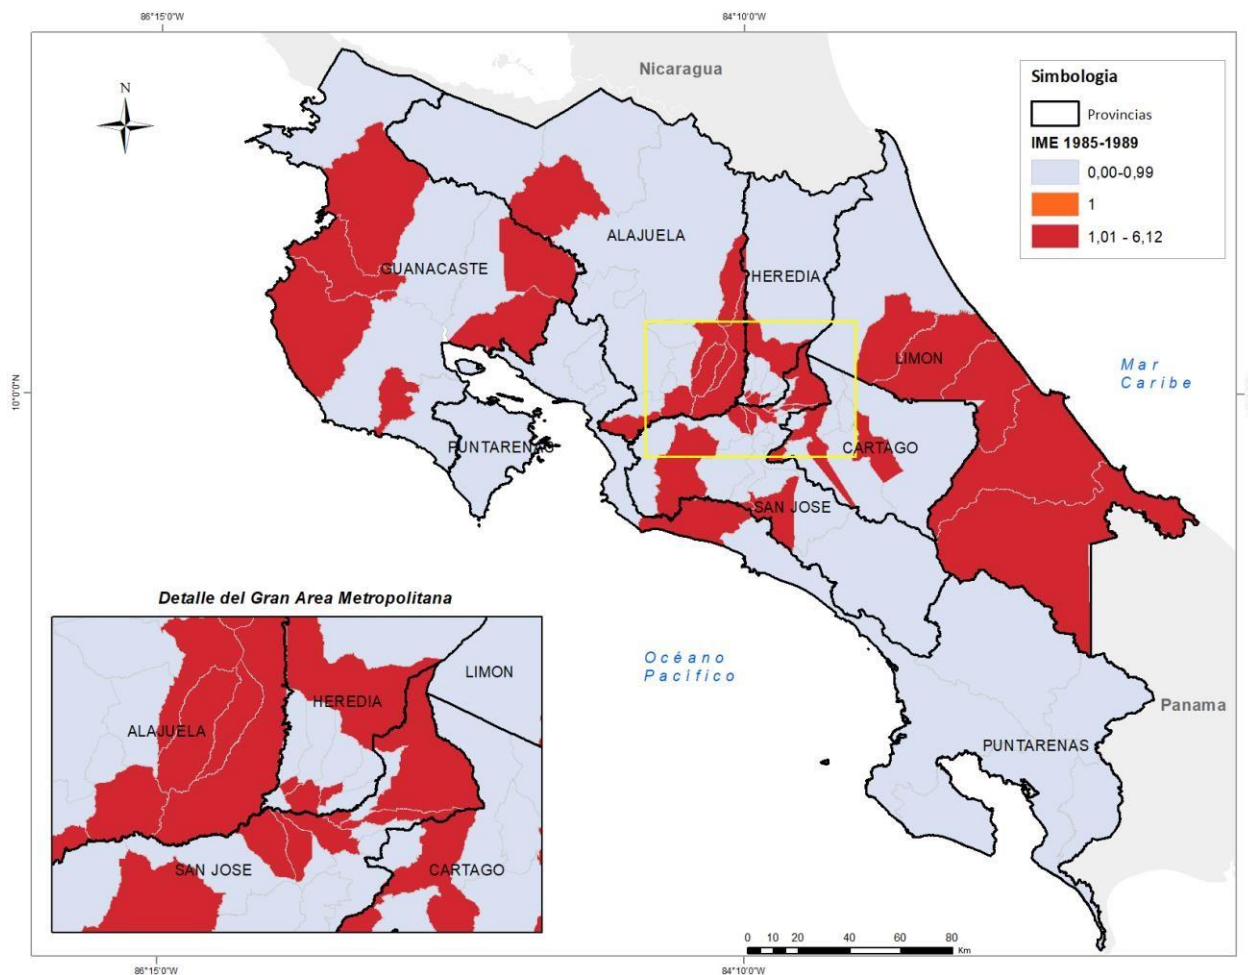 86°15'0"W
84°10'0"W
Nicaragua
N
Simbologia
Provincias
IME 1985-1989
0,00-0,99
1
1,01 - 6,12
ALAJUELA
GUANACASTE
HEREDIA
LIMON
Mar
Caribe
10°0'0"N
PUNTARENAS
CARTAGO
SAN JOSE
Detalle del Gran Area Metropolitana
Océano
Pacífico
LIMON
HEREDIA
ALAJUELA
Panama
PUNTARENAS
SAN JOSE
CARTAGO
0 10 20 40 60 80
Km
86°15'0"W
84°10'0"W